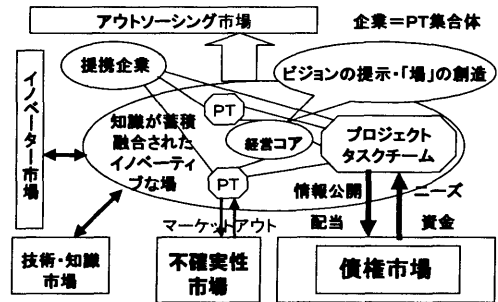 アウトソーシング市場
企業＝PT集合体
提携企業
ビジョンの提示・「場」の創造
イノベーター市場
PT
知識が蓄積
融合された
イノベーティ
ブな場
経営コア
プロジェクト
タスクチーム
PT
情報公開
ニーズ
マーケットアウト
配当
資金
技術・知識
市場
不確実性
市場
債権市場